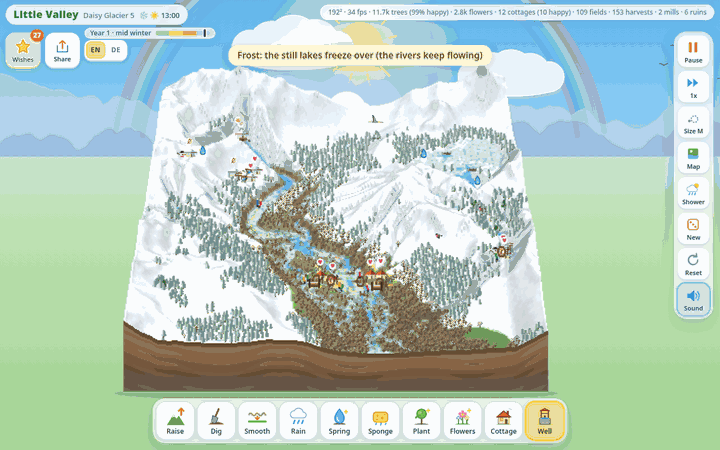 Little Valley Daisy Glacier 5 13:00
192² · 34 fps · 11.7k trees (99% happy) · 2.8k flowers · 12 cottages (10 happy) · 109 fields · 153 harvests · 2 mills · 6 ruins
27
Wishes
Share
Year 1 · mid winter
EN DE
Frost: the still lakes freeze over (the rivers keep flowing)
Pause
1x
Size M
Map
Shower
New
Reset
Sound
Raise Dig Smooth Rain Spring Sponge Plant Flowers Cottage Well